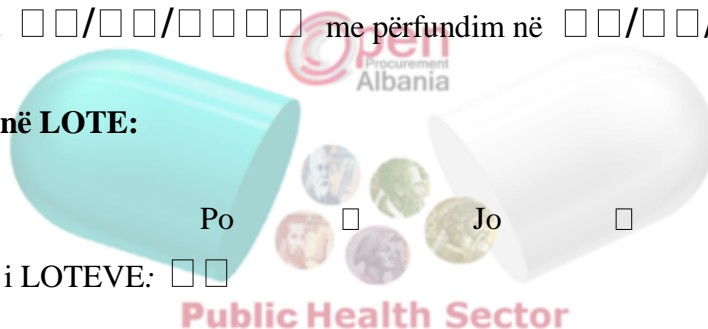 □□/□□/□□□□ me përfundim në □□/□□/
Open
Procurement
Albania
në LOTE:
Po □ Jo □
i LOTEVE: □□
Public Health Sector